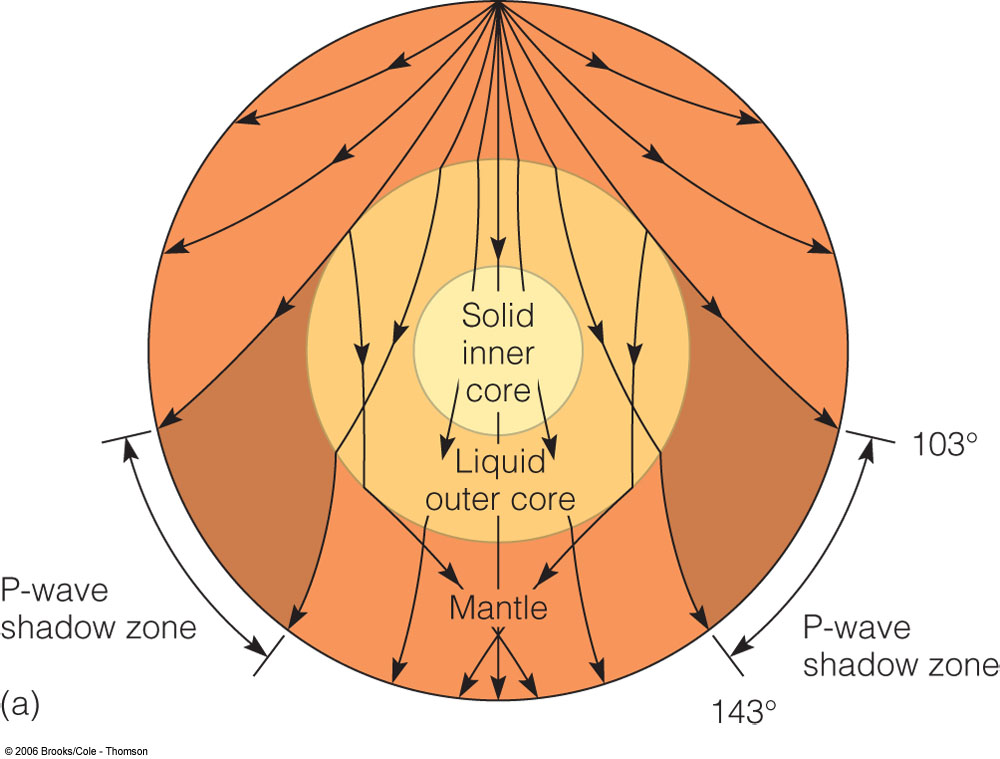 Solid
inner
core
Liquid
outer core
103°
P-wave
shadow zone
Mantle
P-wave
shadow zone
(a)
143°
© 2006 Brooks/Cole - Thomson